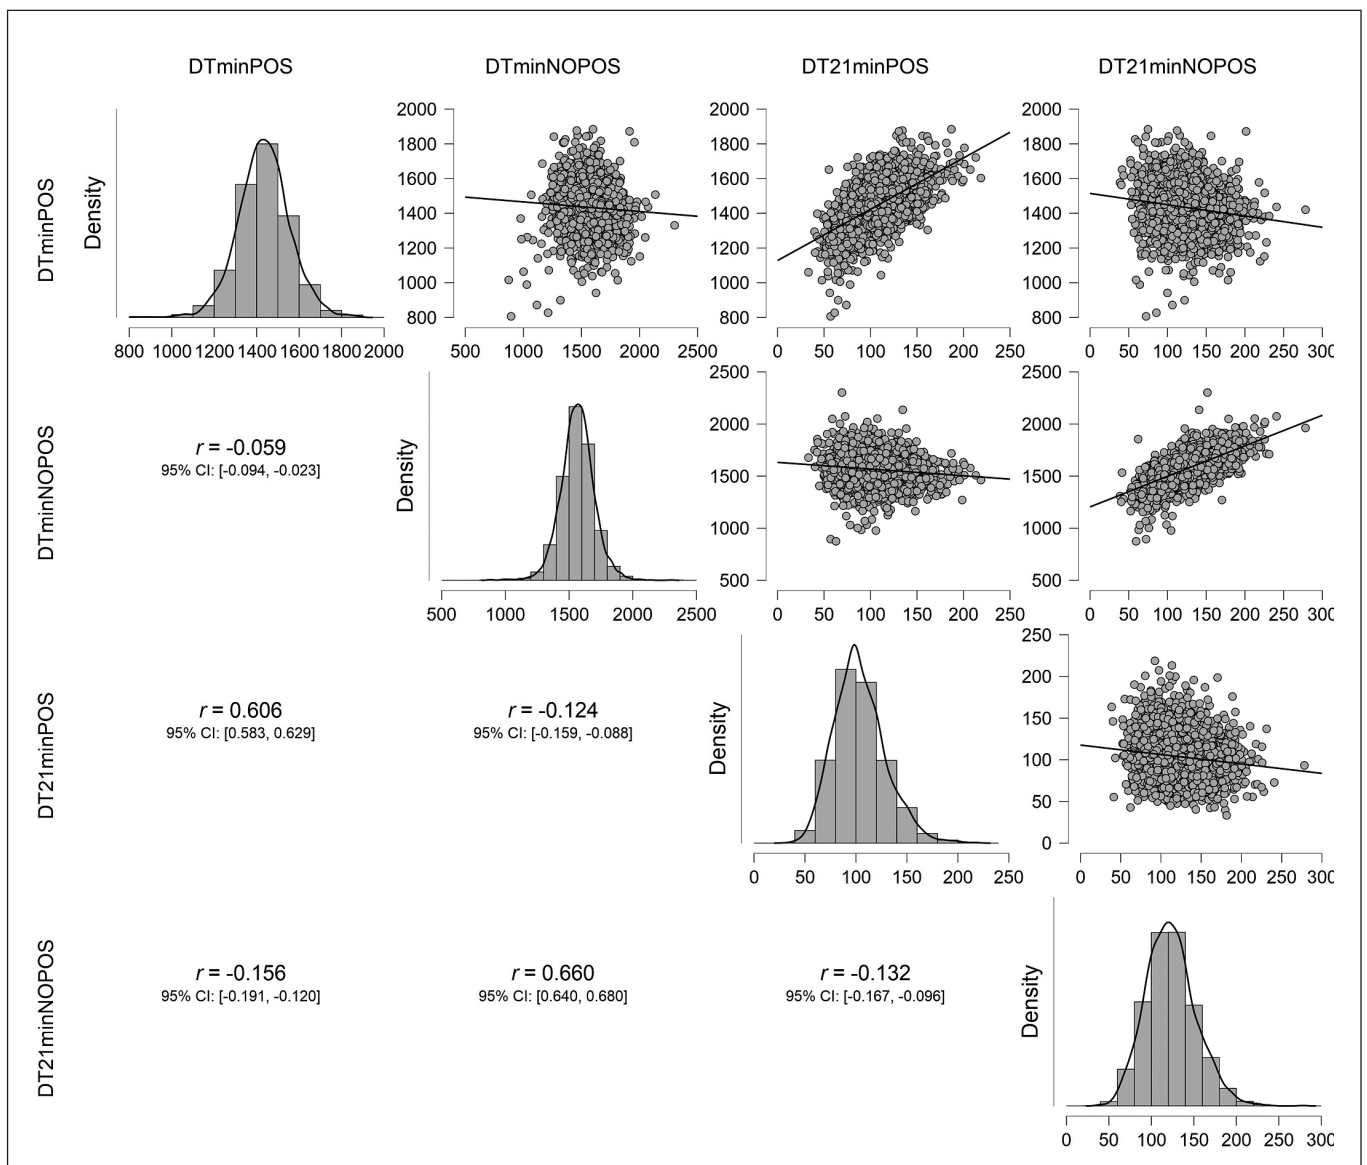 DTminPOS DTminNOPOS DT21minPOS DT21minNOPOS
DTminPOS
Density
800 1000 1200 1400 1600 1800 2000
2000
1800
1600
1400
1200
1000
800
500 1000 1500 2000 2500
2000
1800
1600
1400
1200
1000
800
0 50 100 150 200 250
2000
1800
1600
1400
1200
1000
800
0 50 100 150 200 250 300
DTminNOPOS
r = -0.059
95% CI: [-0.094, -0.023]
Density
500 1000 1500 2000 2500
2500
2000
1500
1000
500
0 50 100 150 200 250
2500
2000
1500
1000
500
0 50 100 150 200 250 300
DT21minPOS
r = 0.606
95% CI: [0.583, 0.629]
r = -0.124
95% CI: [-0.159, -0.088]
Density
0 50 100 150 200 250
250
200
150
100
50
0
0 50 100 150 200 250 300
DT21minNOPOS
r = -0.156
95% CI: [-0.191, -0.120]
r = 0.660
95% CI: [0.640, 0.680]
r = -0.132
95% CI: [-0.167, -0.096]
Density
0 50 100 150 200 250 300